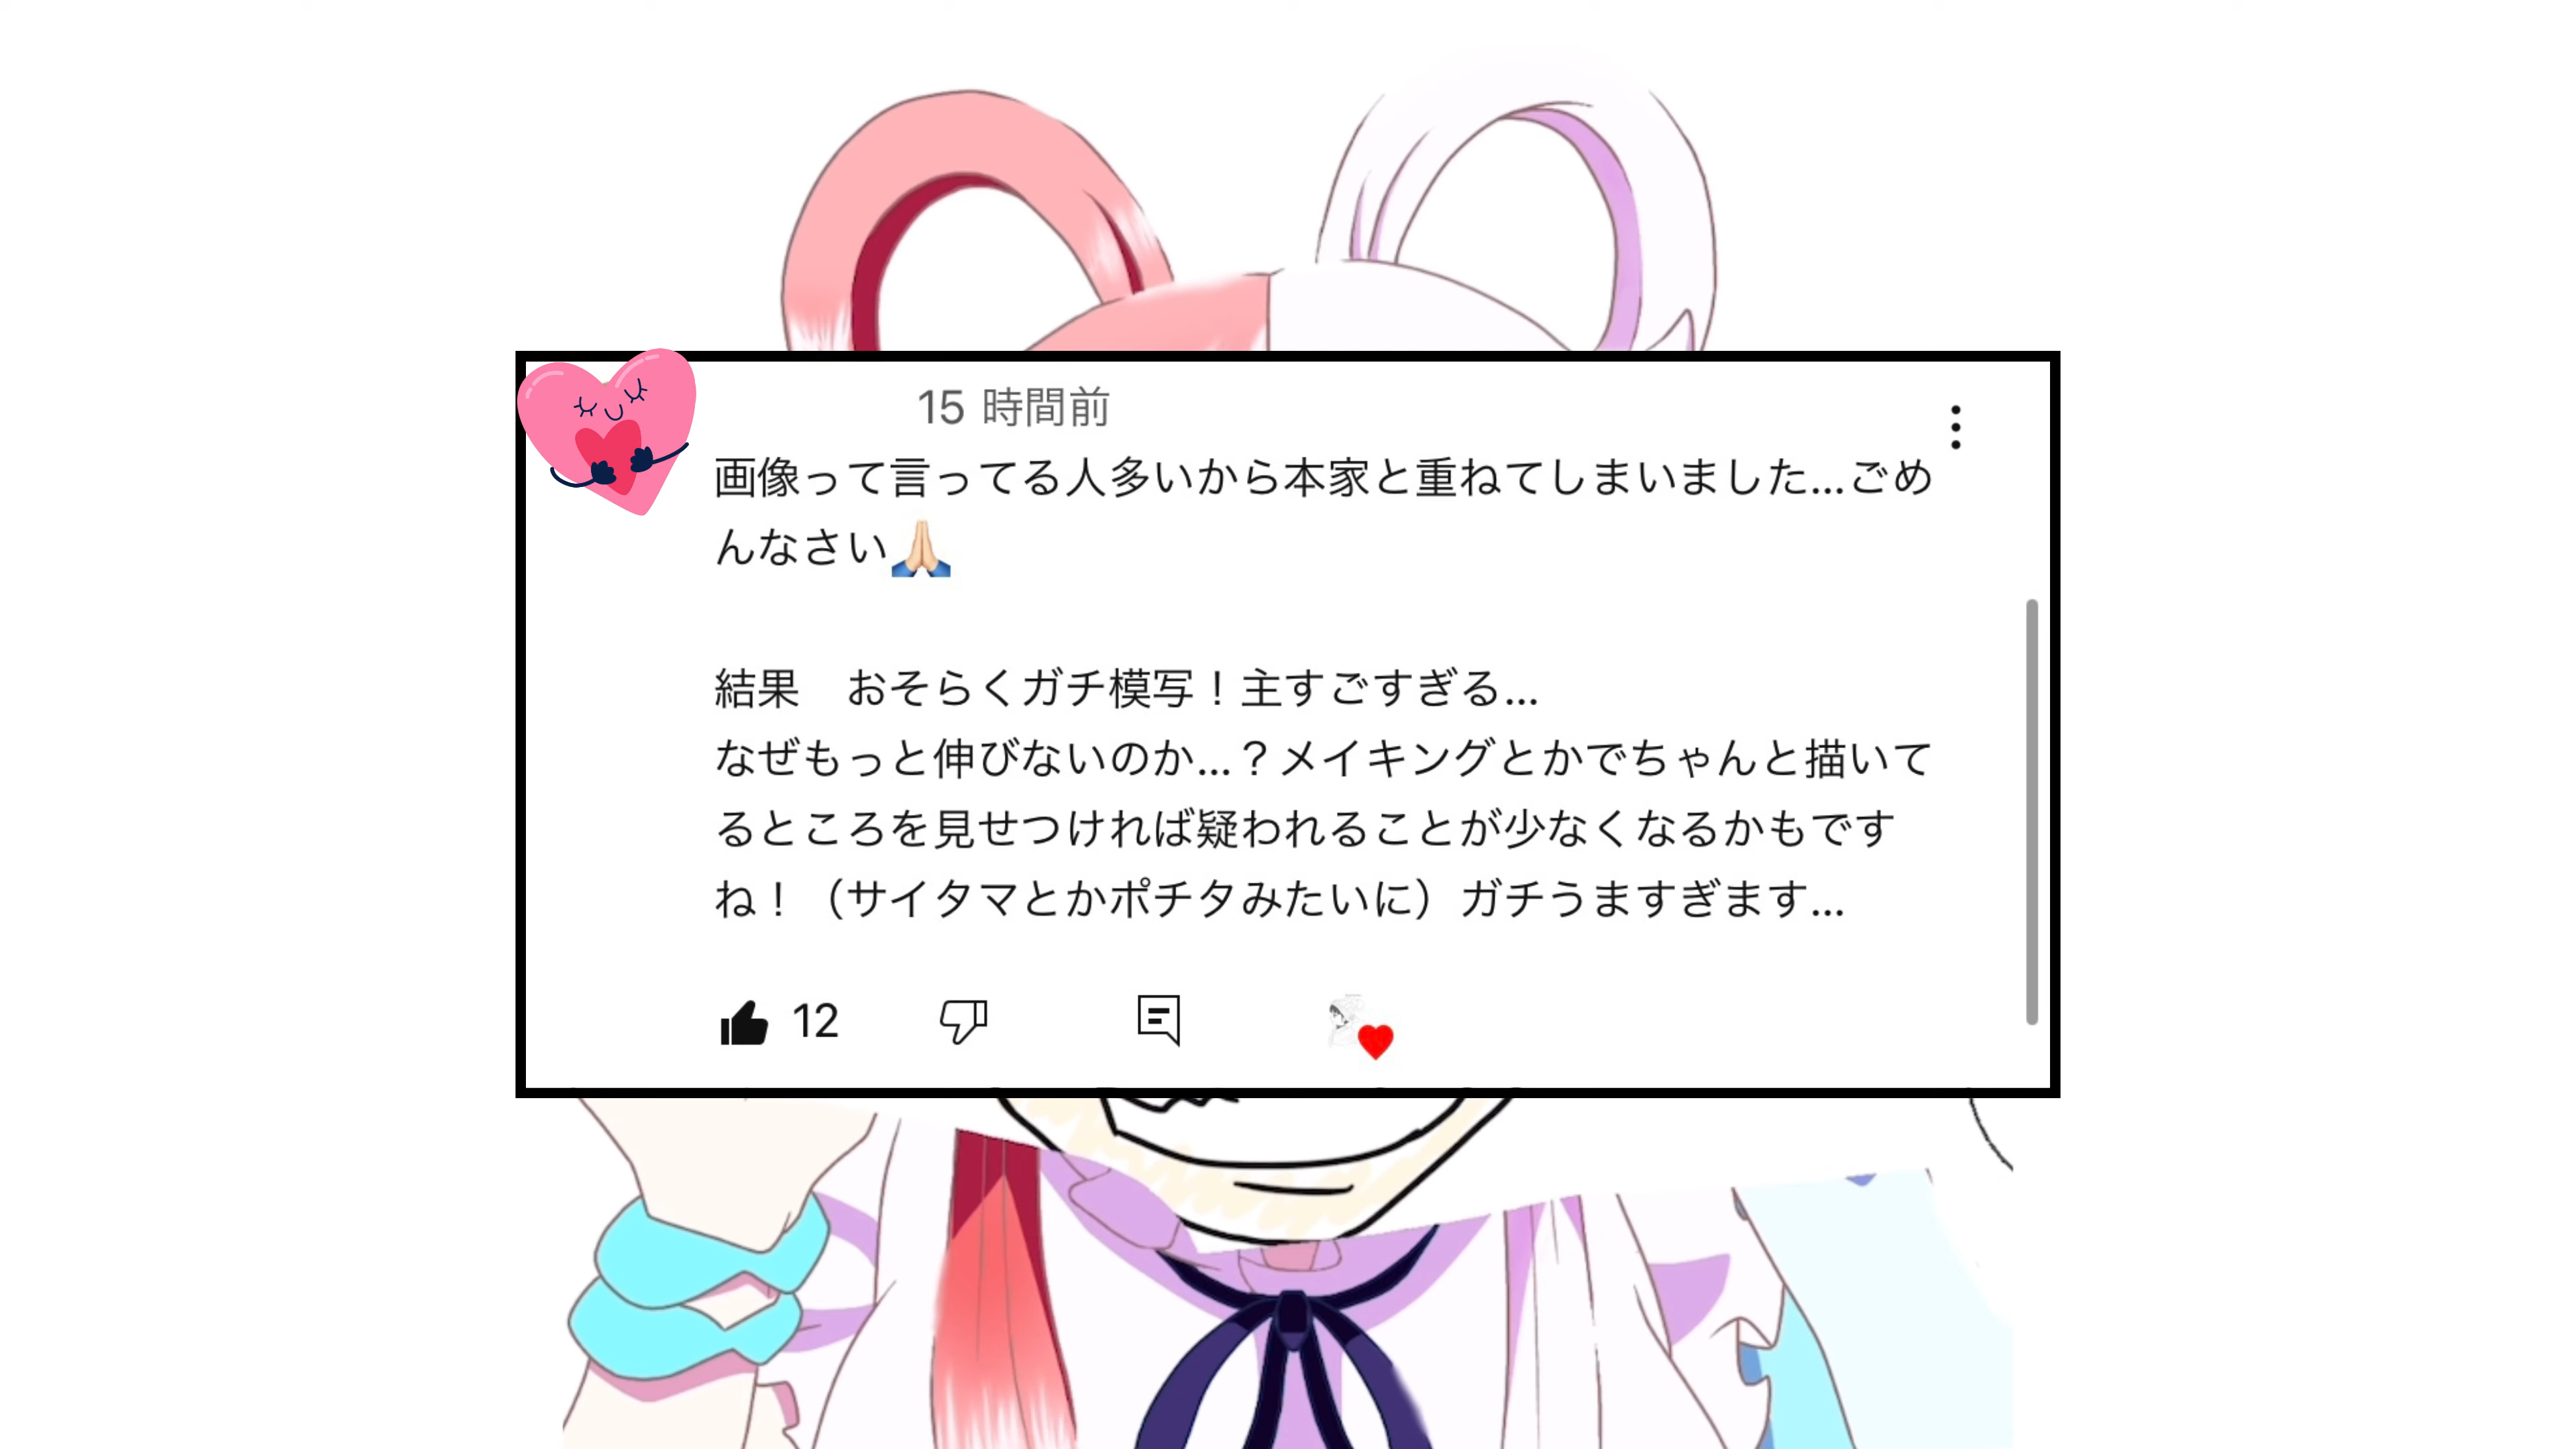 15 時間前
画像って言ってる人多いから本家と重ねてしまいました...ごめ
んなさい🙏🏻
結果　おそらくガチ模写！主すごすぎる...
なぜもっと伸びないのか...？メイキングとかでちゃんと描いて
るところを見せつければ疑われることが少なくなるかもです
ね！（サイタマとかポチタみたいに）ガチうますぎます...
12